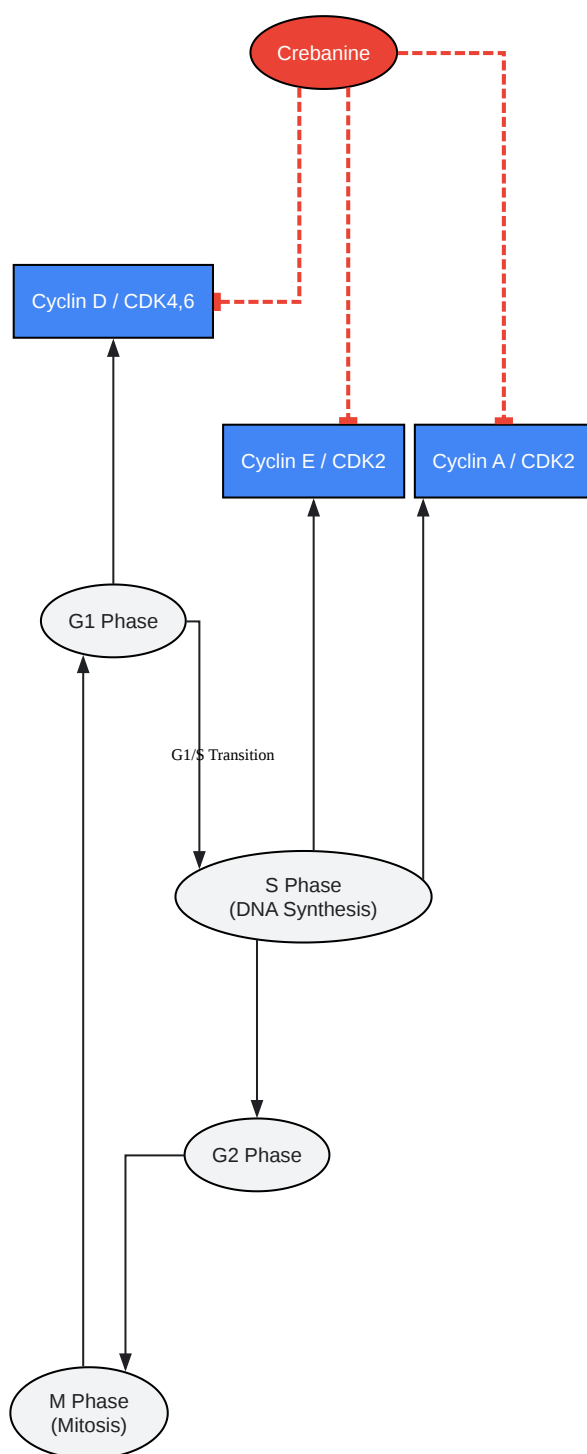 Crebanine
Cyclin D / CDK4,6
Cyclin E / CDK2
Cyclin A / CDK2
G1 Phase
G1/S Transition
S Phase
(DNA Synthesis)
G2 Phase
M Phase
(Mitosis)